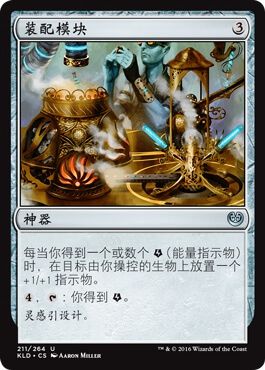 装配模块 3
神器
每当你得到一个或数个（能量指示物）
时，在目标由你操控的生物上放置一个
+1/+1 指示物。
4，：你得到。
灵感引设计。
211/264 U
KLD • CS Aaron Miller
™ & © 2016 Wizards of the Coast